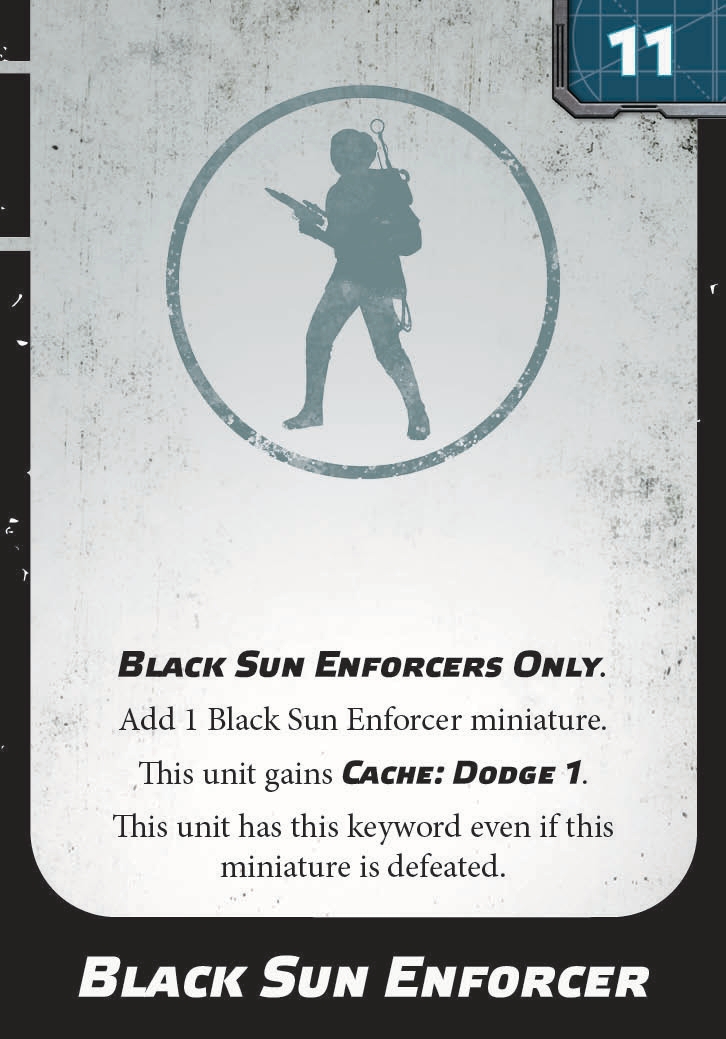 11
Black Sun Enforcers Only.
Add 1 Black Sun Enforcer miniature.
This unit gains Cache: Dodge 1.
This unit has this keyword even if this
miniature is defeated.
Black Sun Enforcer